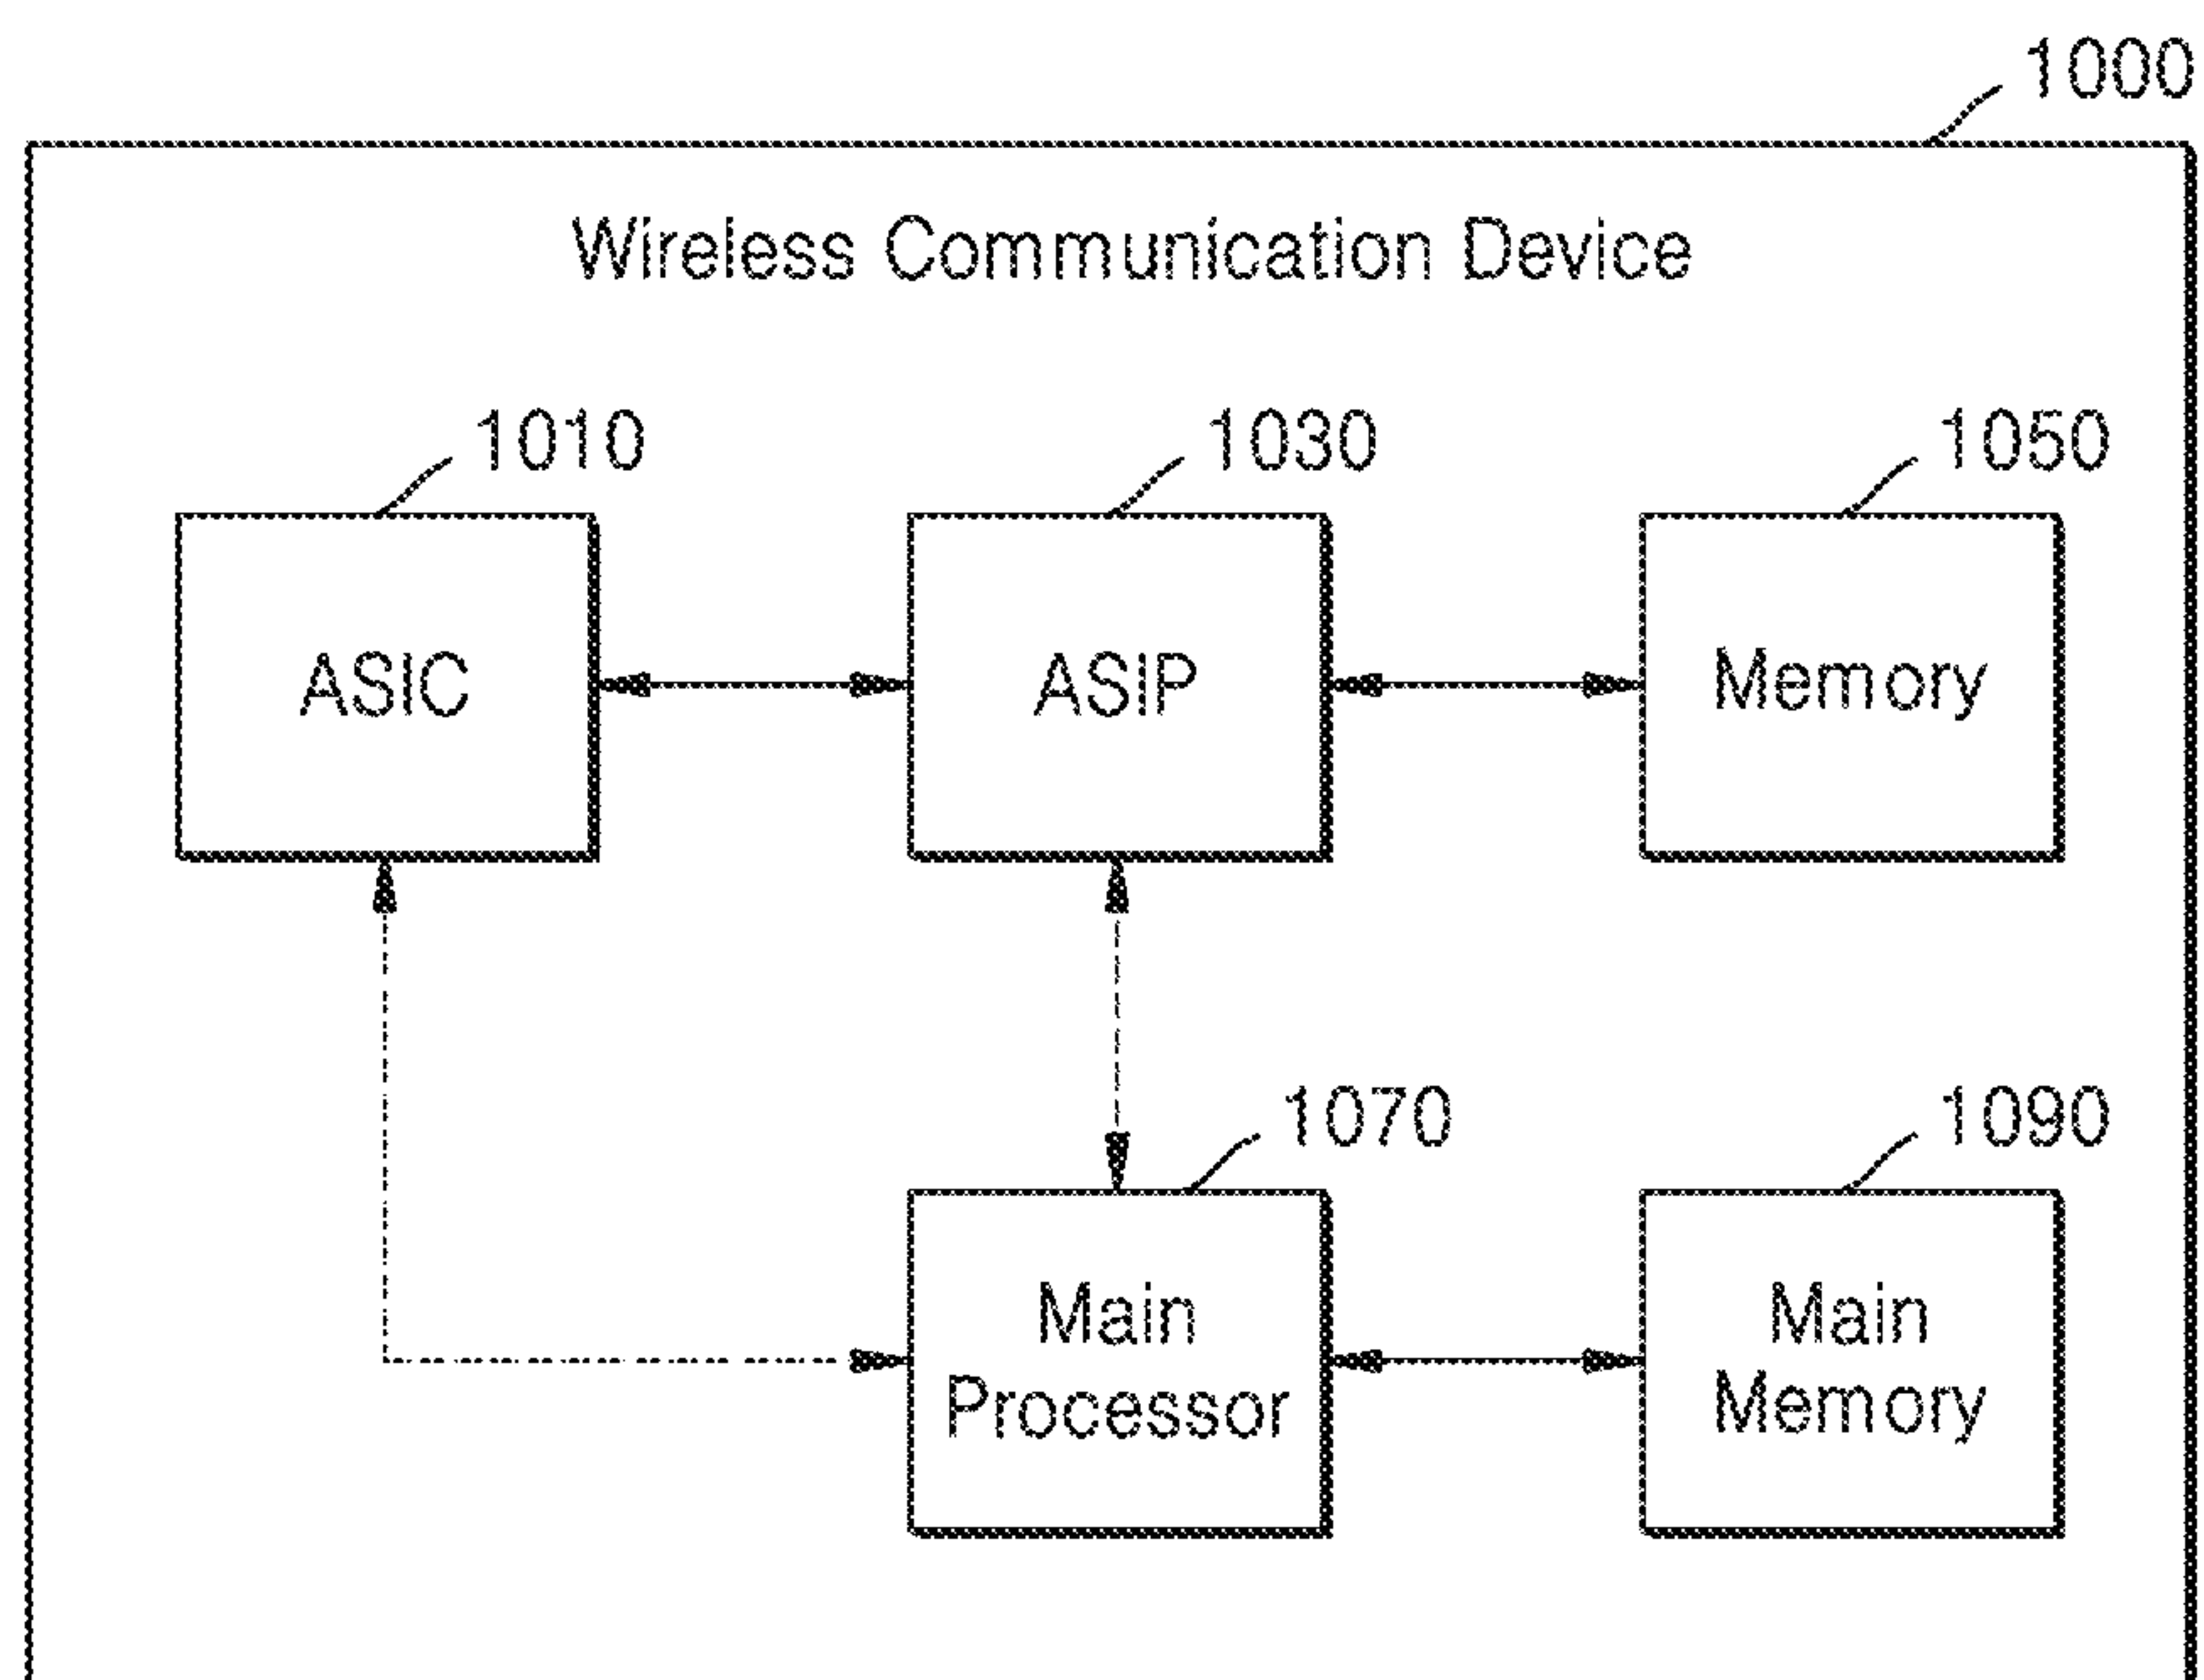 1000
Wireless Communication Device
1010
1030
1050
ASIC
ASIP
Memory
1070
1090
Main
Processor
Main
Memory